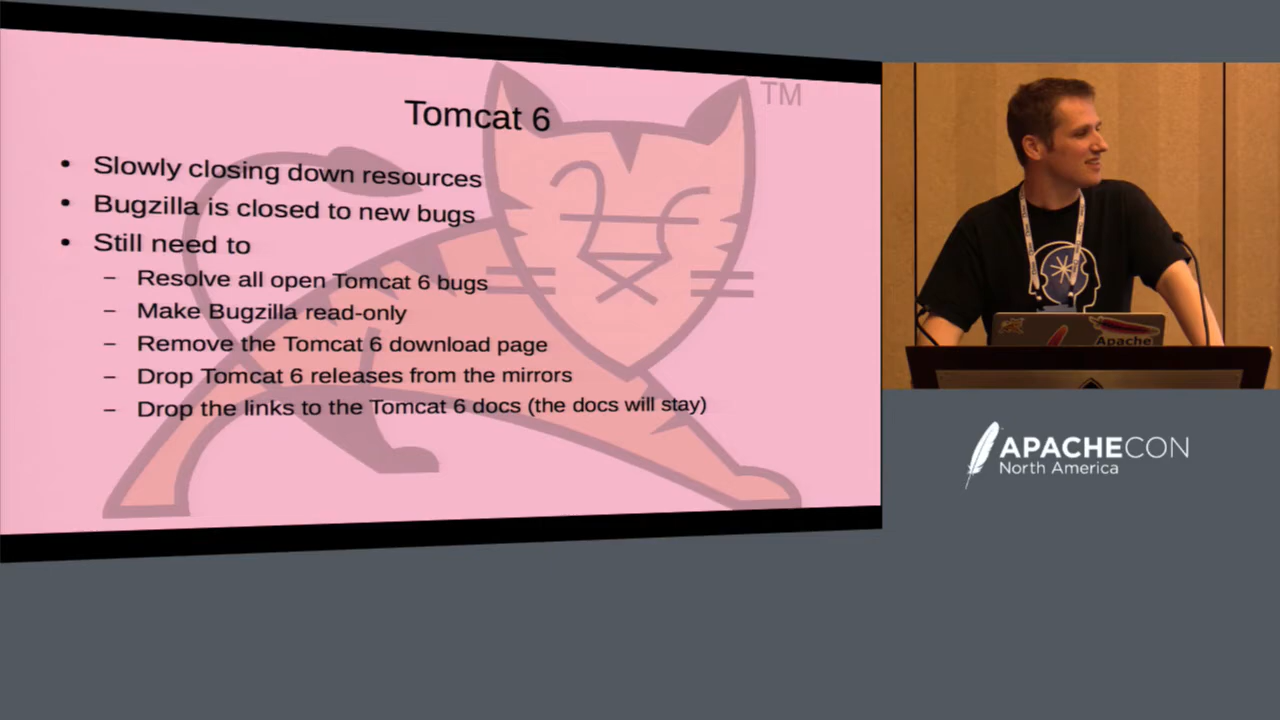 Tomcat 6
TM
• Slowly closing down resources
• Bugzilla is closed to new bugs
• Still need to
– Resolve all open Tomcat 6 bugs
– Make Bugzilla read-only
– Remove the Tomcat 6 download page
– Drop Tomcat 6 releases from the mirrors
– Drop the links to the Tomcat 6 docs (the docs will stay)
Apache
APACHECON
North America